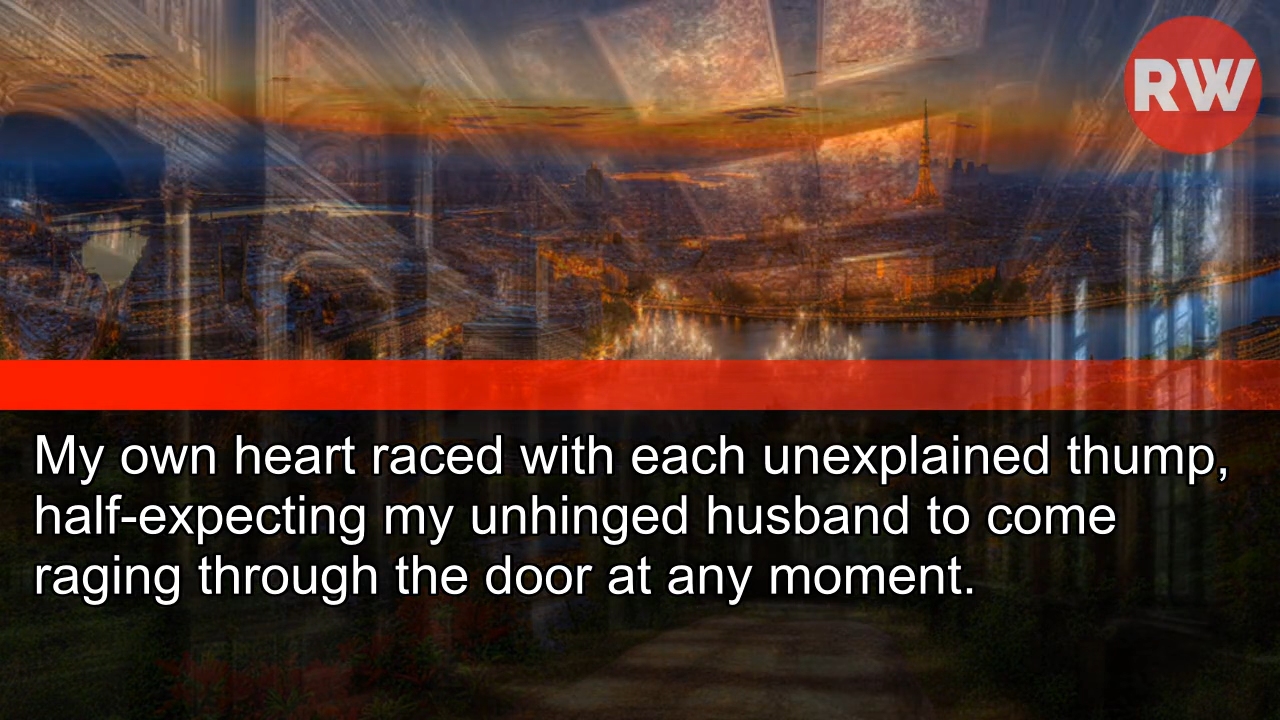 RW
My own heart raced with each unexplained thump,
half-expecting my unhinged husband to come
raging through the door at any moment.